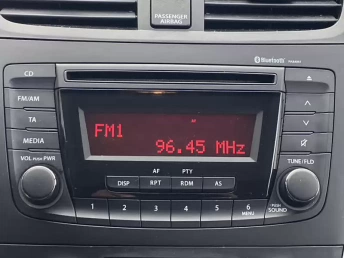 PASSENGER
AIRBAG
Bluetooth
CD
FM/AM
TA
MEDIA
VOL PUSH PWR
FM1
96.45 MHz
TUNE/FLD
PUSH
SOUND
AF PTY
DISP RPT RDM AS
1 2 3 4 5 6
MENU